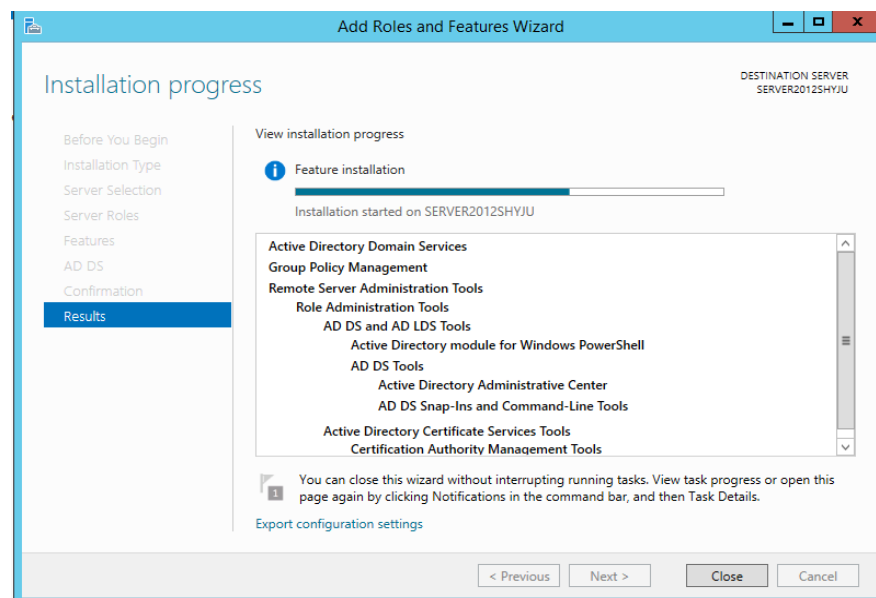 Add Roles and Features Wizard
Installation progress
DESTINATION SERVER
SERVER2012SHYJU
Before You Begin
Installation Type
Server Selection
Server Roles
Features
AD DS
Confirmation
Results
View installation progress
Feature installation
Installation started on SERVER2012SHYJU
Active Directory Domain Services
Group Policy Management
Remote Server Administration Tools
Role Administration Tools
AD DS and AD LDS Tools
Active Directory module for Windows PowerShell
AD DS Tools
Active Directory Administrative Center
AD DS Snap-Ins and Command-Line Tools
Active Directory Certificate Services Tools
Certification Authority Management Tools
1
You can close this wizard without interrupting running tasks. View task progress or open this
page again by clicking Notifications in the command bar, and then Task Details.
Export configuration settings
< Previous
Next >
Close
Cancel